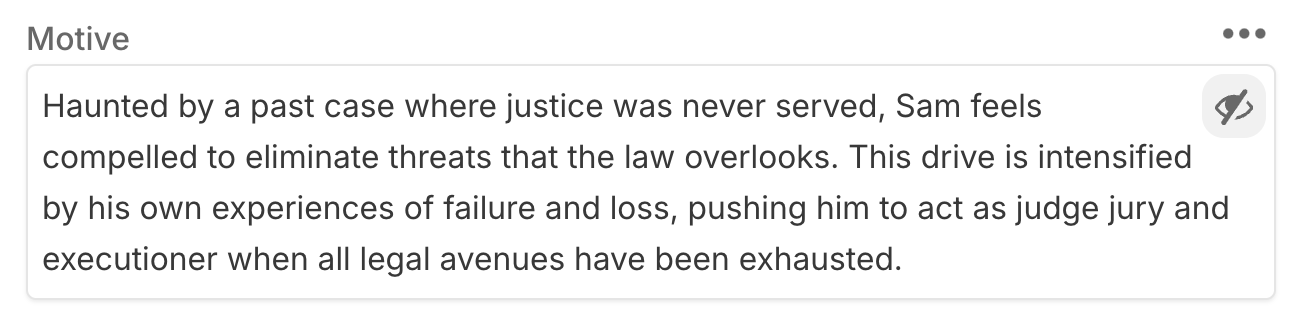 Motive
Haunted by a past case where justice was never served, Sam feels
compelled to eliminate threats that the law overlooks. This drive is intensified
by his own experiences of failure and loss, pushing him to act as judge jury and
executioner when all legal avenues have been exhausted.